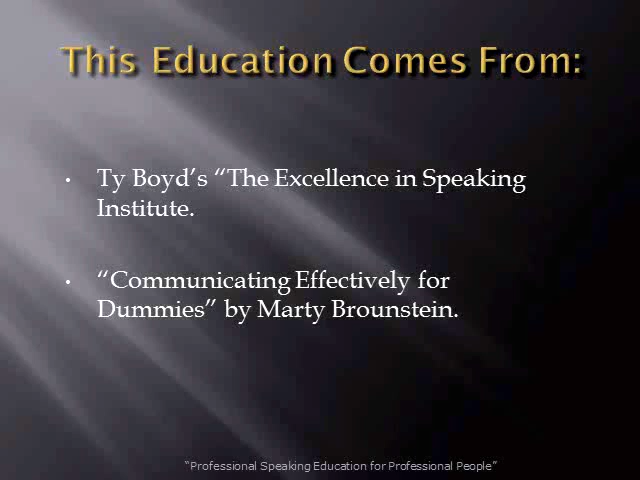 This Education Comes From:
• Ty Boyd’s “The Excellence in Speaking
Institute.
• “Communicating Effectively for
Dummies” by Marty Brounstein.
“Professional Speaking Education for Professional People”